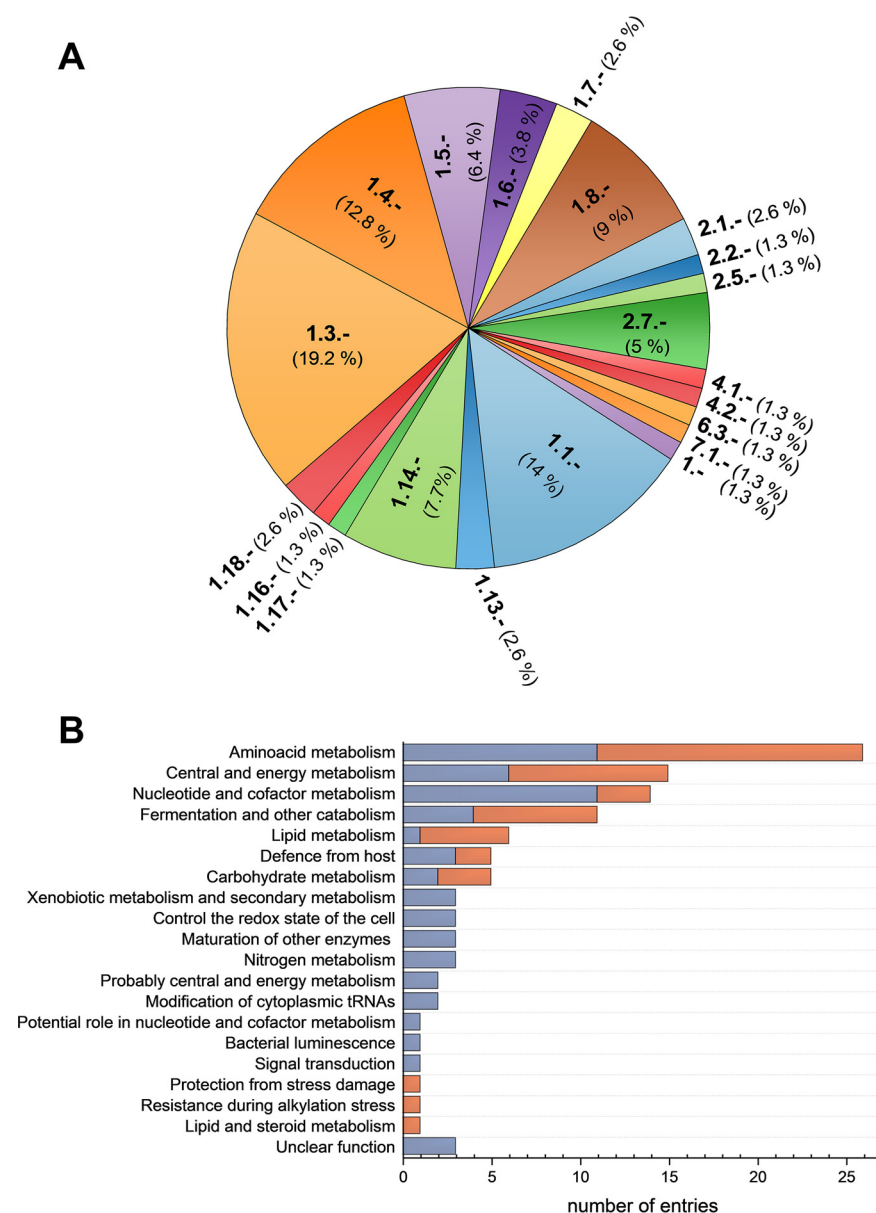 A
1.7.- (2.6 %)
1.5.-
(6.4 %)
1.6.- (3.8 %)
1.8.-
(9 %)
1.4.-
(12.8 %)
2.1.- (2.6 %)
2.2.- (1.3 %)
2.5.- (1.3 %)
2.7.-
(5 %)
1.3.-
(19.2 %)
4.1.- (1.3 %)
4.2.- (1.3 %)
6.3.- (1.3 %)
7.1.- (1.3 %)
1.- (1.3 %)
1.1.-
(14 %)
1.14.-
(7.7%)
1.18.- (2.6 %)
1.16.- (1.3 %)
1.17.- (1.3 %)
1.13.- (2.6 %)
B
Aminoacid metabolism
Central and energy metabolism
Nucleotide and cofactor metabolism
Fermentation and other catabolism
Lipid metabolism
Defence from host
Carbohydrate metabolism
Xenobiotic metabolism and secondary metabolism
Control the redox state of the cell
Maturation of other enzymes
Nitrogen metabolism
Probably central and energy metabolism
Modification of cytoplasmic tRNAs
Potential role in nucleotide and cofactor metabolism
Bacterial luminescence
Signal transduction
Protection from stress damage
Resistance during alkylation stress
Lipid and steroid metabolism
Unclear function
0 5 10 15 20 25
number of entries